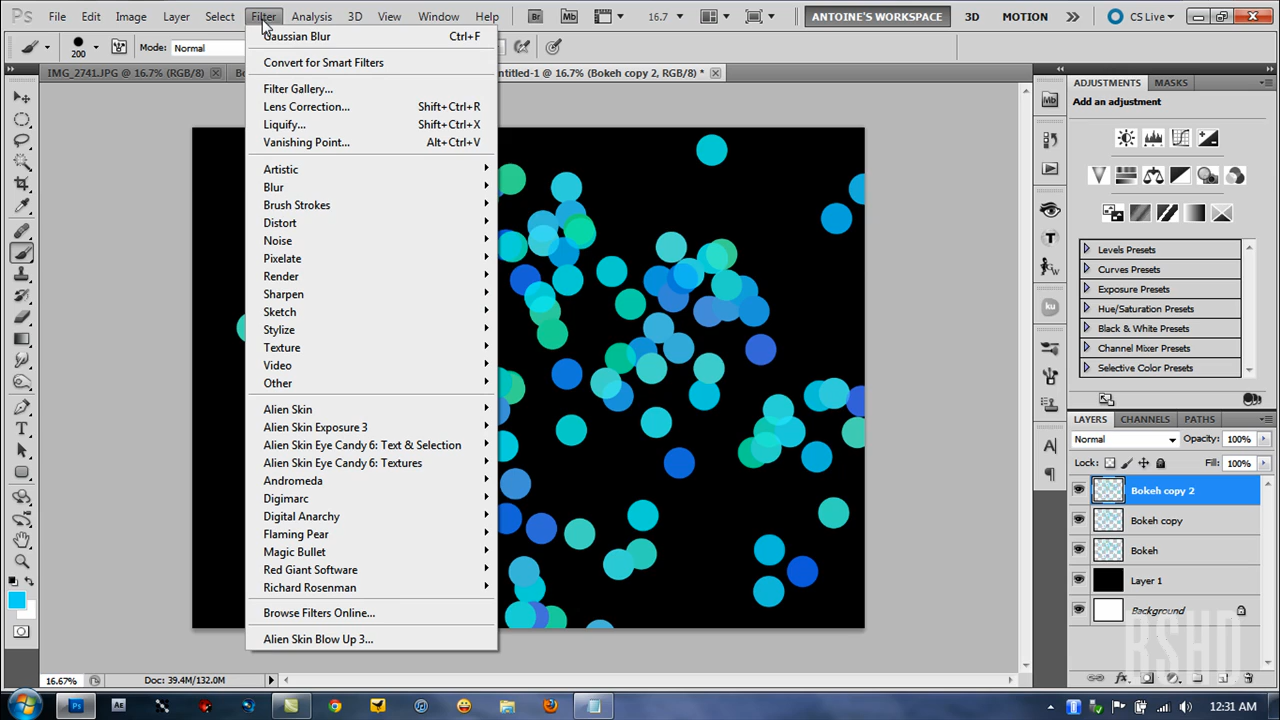 Ps File Edit Image Layer Select Filter Analysis 3D View Window Help Br Mb 16.7 ANTOINE'S WORKSPACE 3D MOTION CS Live
200 Mode: Normal
IMG_2741.JPG @ 16.7% (RGB/8) Untitled-1 @ 16.7% (Bokeh copy 2, RGB/8) *
Gaussian Blur Ctrl+F
Convert for Smart Filters
Filter Gallery...
Lens Correction... Shift+Ctrl+R
Liquify... Shift+Ctrl+X
Vanishing Point... Alt+Ctrl+V
Artistic
Blur
Brush Strokes
Distort
Noise
Pixelate
Render
Sharpen
Sketch
Stylize
Texture
Video
Other
Alien Skin
Alien Skin Exposure 3
Alien Skin Eye Candy 6: Text & Selection
Alien Skin Eye Candy 6: Textures
Andromeda
Digimarc
Digital Anarchy
Flaming Pear
Magic Bullet
Red Giant Software
Richard Rosenman
Browse Filters Online...
Alien Skin Blow Up 3...
Mb
ku
ADJUSTMENTS MASKS
Add an adjustment
Levels Presets
Curves Presets
Exposure Presets
Hue/Saturation Presets
Black & White Presets
Channel Mixer Presets
Selective Color Presets
LAYERS CHANNELS PATHS
Normal Opacity: 100%
Lock: Fill: 100%
Bokeh copy 2
Bokeh copy
Bokeh
Layer 1
Background
RSHD
16.67% Doc: 39.4M/132.0M
Ps Ae 12:31 AM